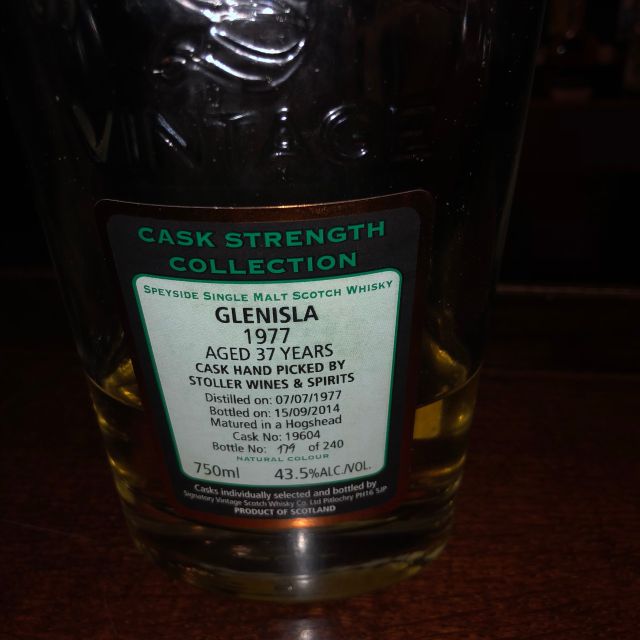 VINTAGE
CASK STRENGTH
COLLECTION
SPEYSIDE SINGLE MALT SCOTCH WHISKY
GLENISLA
1977
AGED 37 YEARS
CASK HAND PICKED BY
STOLLER WINES & SPIRITS
Distilled on: 07/07/1977
Bottled on: 15/09/2014
Matured in a Hogshead
Cask No: 19604
Bottle No: 179 of 240
NATURAL COLOUR
750ml 43.5%ALC./VOL.
Casks individually selected and bottled by
Signatory Vintage Scotch Whisky Co. Ltd Pitlochry PH16 5JP
PRODUCT OF SCOTLAND